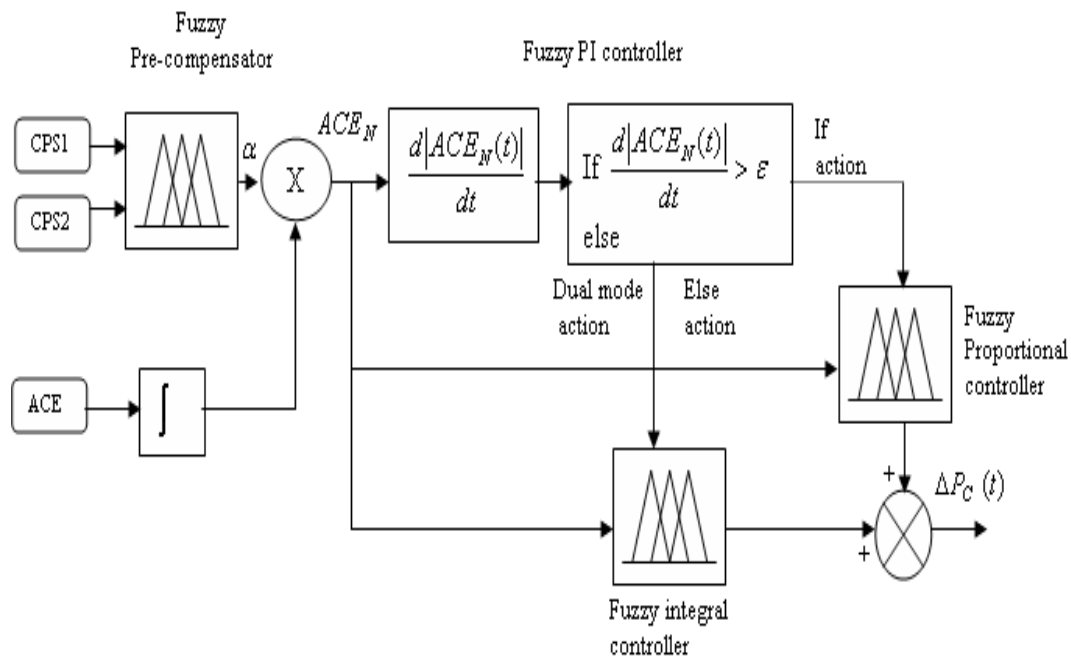 Fuzzy
Pre-compensator
Fuzzy PI controller
CPS1
CPS2
α
X
ACE_N
d|ACE_N(t)|
dt
If d|ACE_N(t)| > ε
dt
else
If
action
Dual mode
action
Else
action
Fuzzy
Proportional
controller
ACE
∫
+
ΔP_C (t)
+
Fuzzy integral
controller